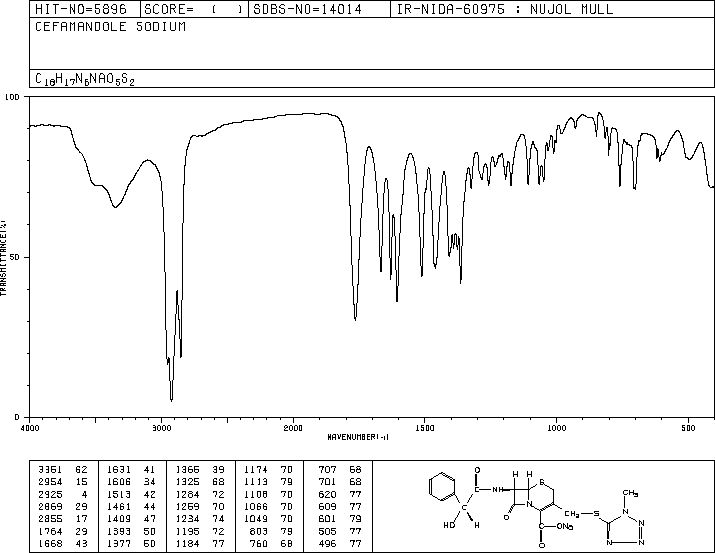 HIT-NO=5896 SCORE= ( ) SDBS-NO=14014 IR-NIDA-60975 : NUJOL MULL
CEFAMANDOLE SODIUM
C18H17N6NAO5S2
100
50
0
TRANSMITTANCE(%)
4000 3000 2000 1500 1000 500
WAVENUMBER(-1)
3361 62 1631 41 1366 39 1174 70 707 68
2954 15 1606 34 1325 68 1113 79 701 68
2925 4 1513 42 1284 72 1108 70 620 77
2869 29 1461 44 1259 70 1066 70 609 77
2855 17 1409 47 1234 74 1049 70 601 79
1764 29 1393 50 1195 72 803 79 505 77
1668 43 1377 50 1184 77 760 68 496 77
O H H S
C NH
CH3
C N CH2 S N
HO H O C ONa N N N
O